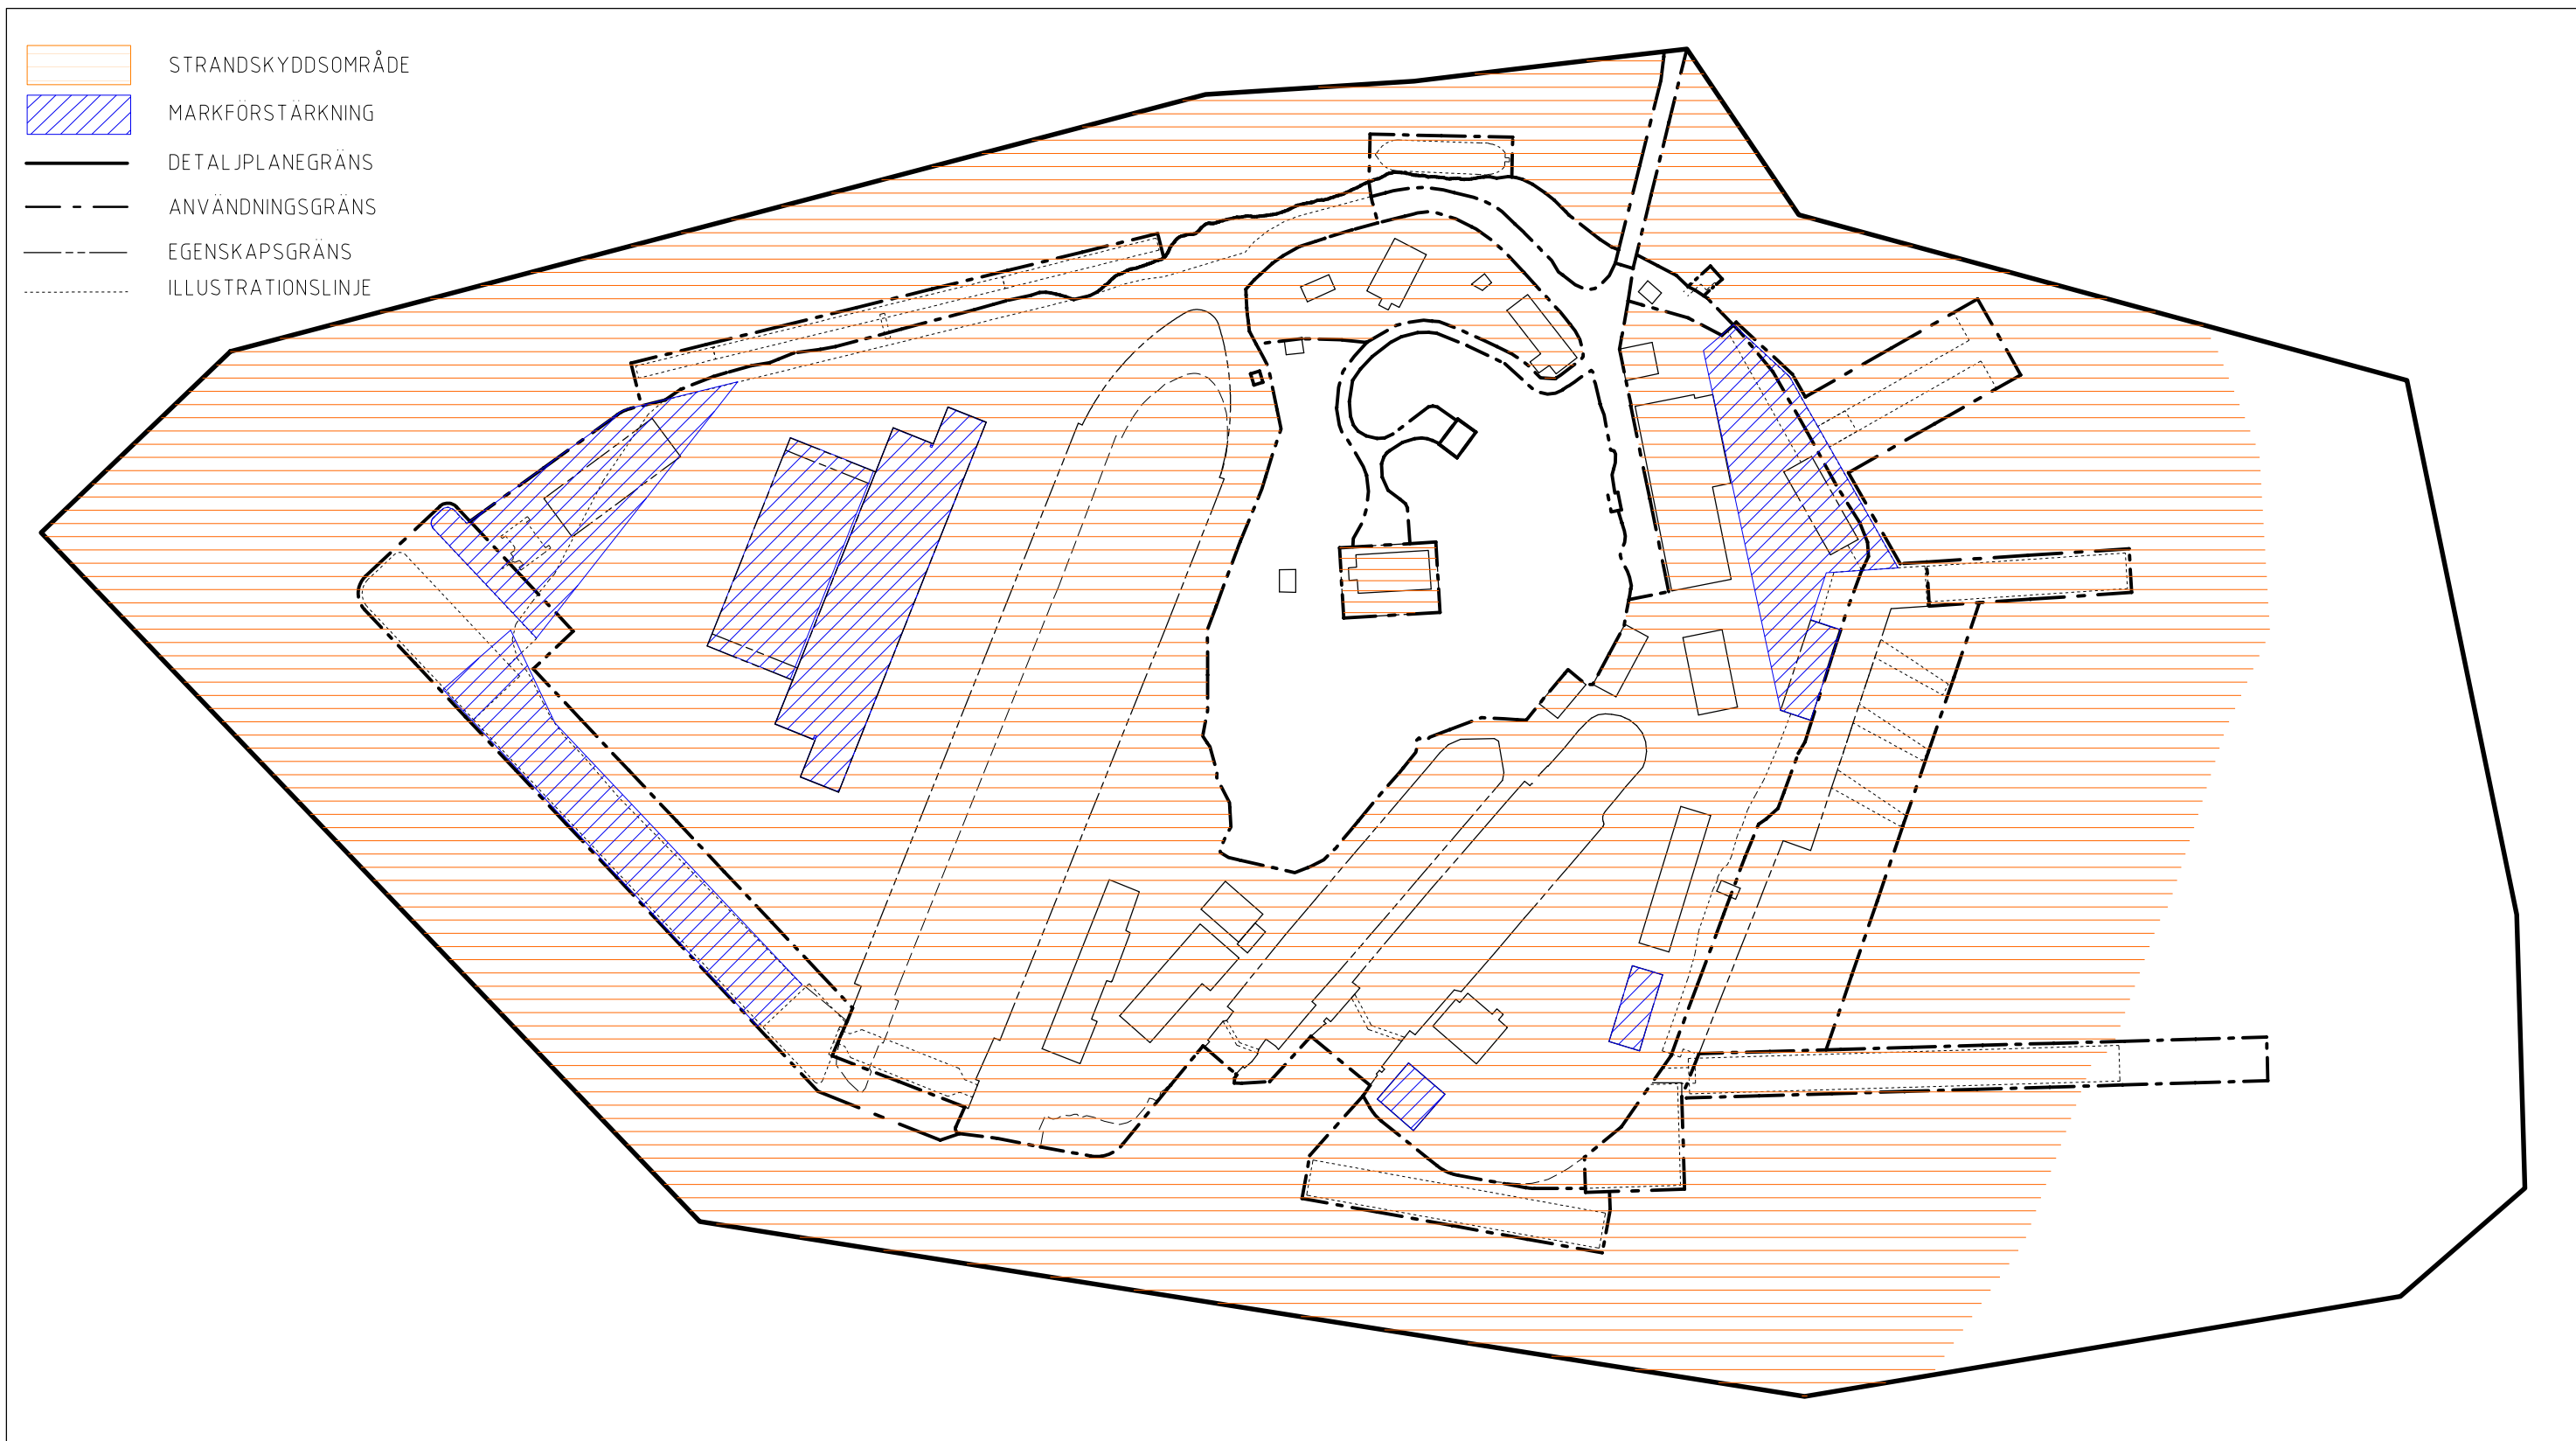 STRANDSKYDDSOMRÅDE
MARKFÖRSTÄRKNING
DETALJPLANEGRÄNS
ANVÄNDNINGSGRÄNS
EGENSKAPSGRÄNS
ILLUSTRATIONSLINJE